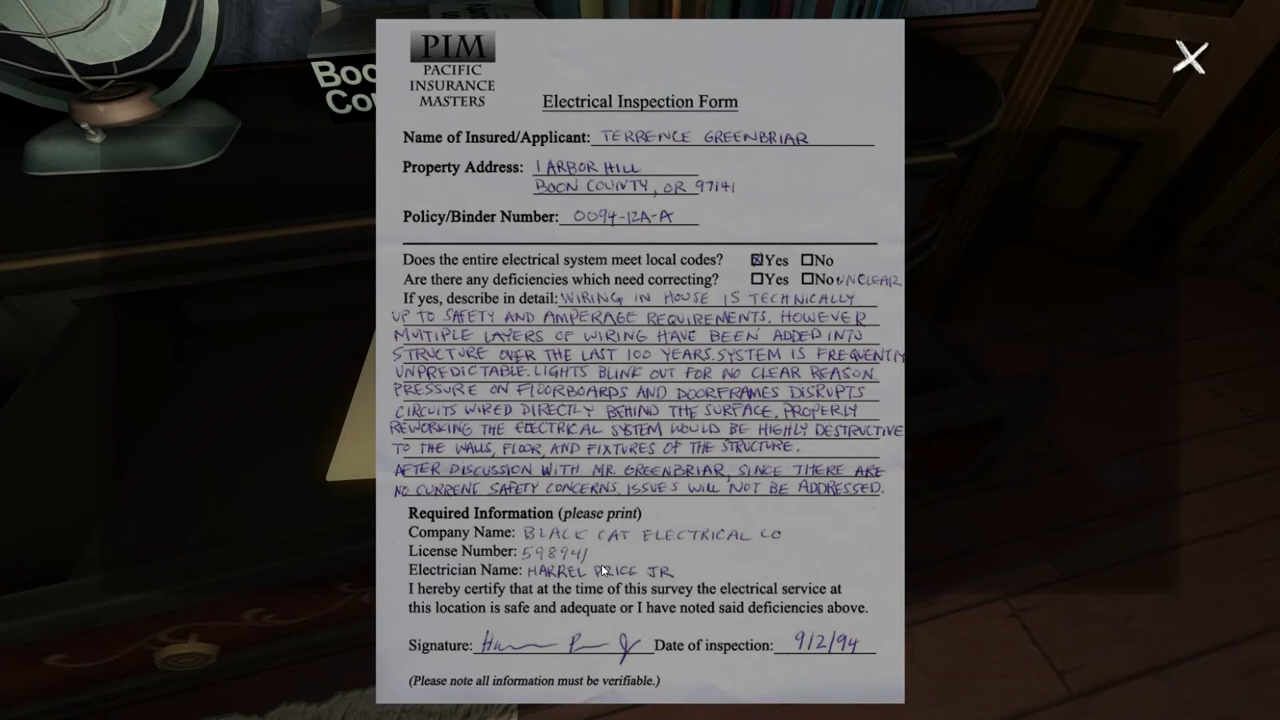 PIM
PACIFIC
INSURANCE
MASTERS
Electrical Inspection Form
Name of Insured/Applicant: TERRENCE GREENBRIAR
Property Address: 1 ARBOR HILL
BOON COUNTY, OR 97141
Policy/Binder Number: 0094-12A-A
Does the entire electrical system meet local codes? ☒Yes ☐No
Are there any deficiencies which need correcting? ☐Yes ☐No UNCLEAR
If yes, describe in detail: WIRING IN HOUSE IS TECHNICALLY
UP TO SAFETY AND AMPERAGE REQUIREMENTS. HOWEVER
MULTIPLE LAYERS OF WIRING HAVE BEEN ADDED INTO
STRUCTURE OVER THE LAST 100 YEARS. SYSTEM IS FREQUENTLY
UNPREDICTABLE. LIGHTS BLINK OUT FOR NO CLEAR REASON.
PRESSURE ON FLOORBOARDS AND DOORFRAMES DISRUPTS
CIRCUITS WIRED DIRECTLY BEHIND THE SURFACE. PROPERLY
REWORKING THE ELECTRICAL SYSTEM WOULD BE HIGHLY DESTRUCTIVE
TO THE WALLS, FLOOR, AND FIXTURES OF THE STRUCTURE.
AFTER DISCUSSION WITH MR. GREENBRIAR, SINCE THERE ARE
NO CURRENT SAFETY CONCERNS, ISSUES WILL NOT BE ADDRESSED.
Required Information (please print)
Company Name: BLACK CAT ELECTRICAL CO
License Number: 598941
Electrician Name: HARREL PRICE JR
I hereby certify that at the time of this survey the electrical service at
this location is safe and adequate or I have noted said deficiencies above.
Signature: Date of inspection: 9/2/94
(Please note all information must be verifiable.)